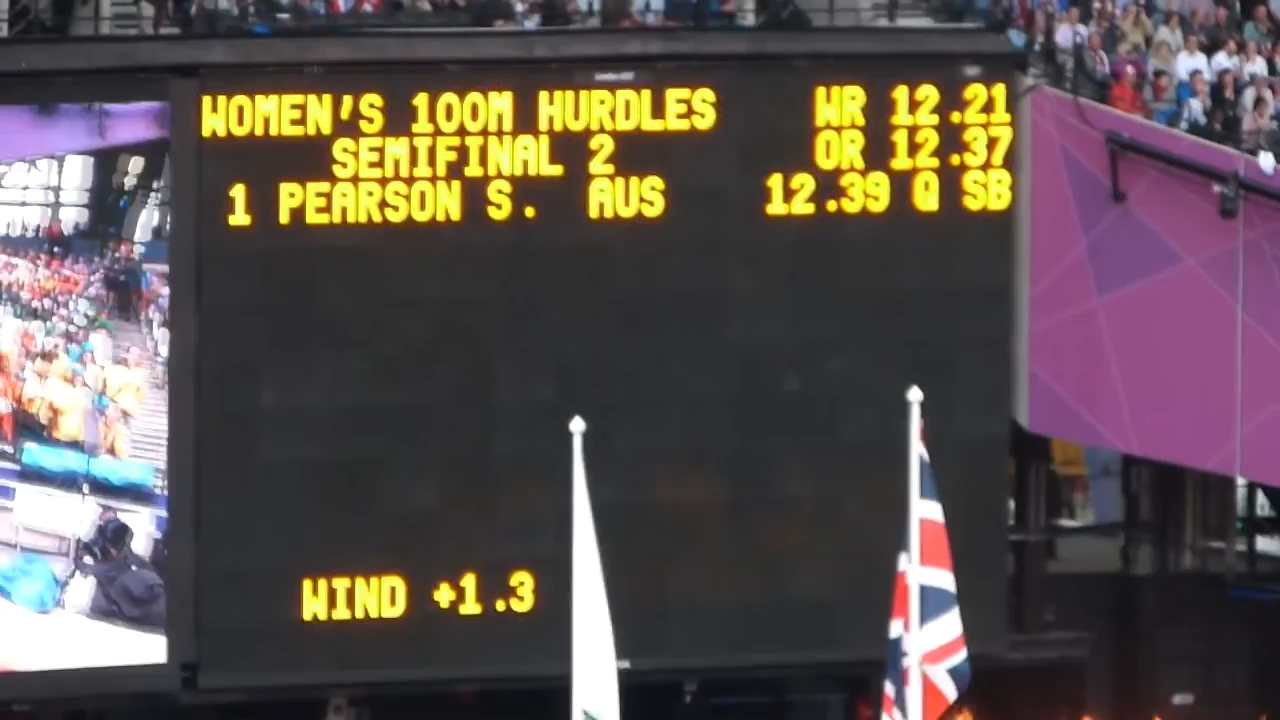 WOMEN'S 100M HURDLES WR 12.21
SEMIFINAL 2 OR 12.37
1 PEARSON S. AUS 12.39 Q SB
WIND +1.3